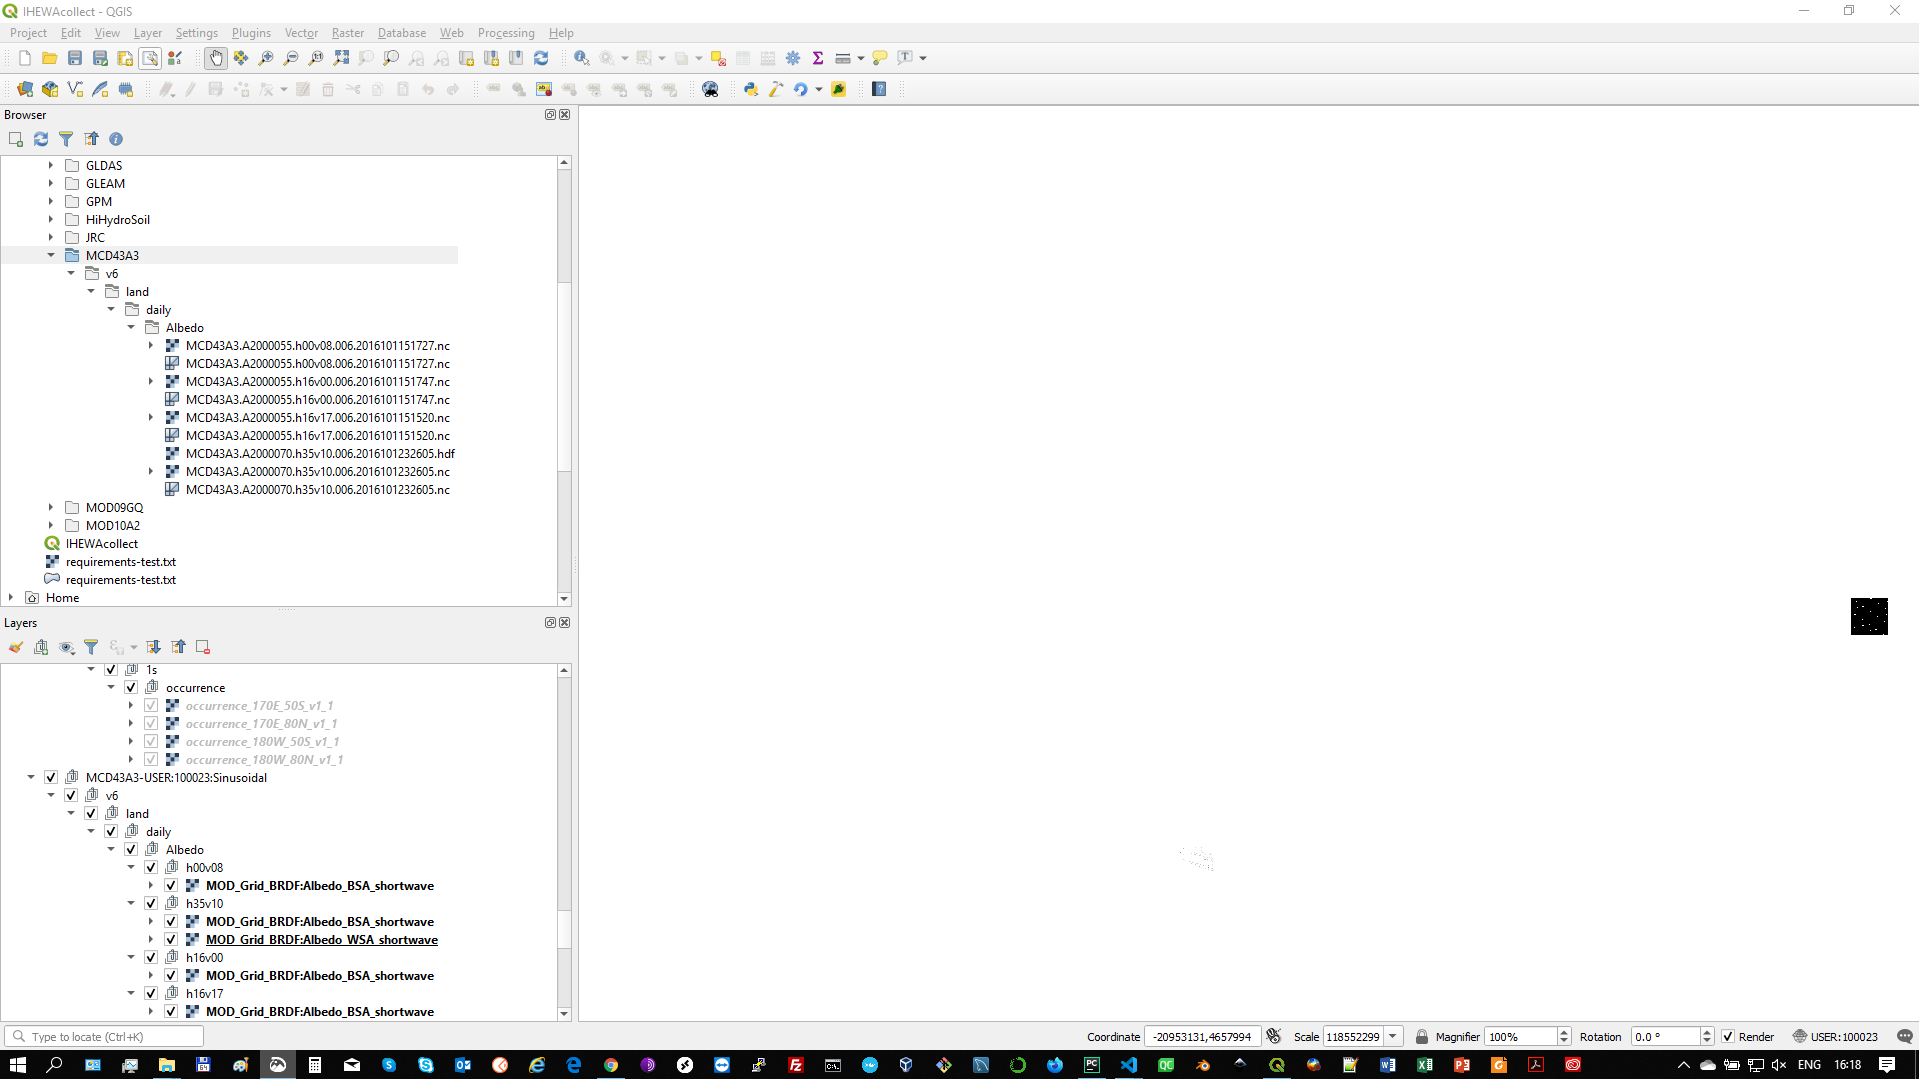 IHEWAcollect - QGIS
Project Edit View Layer Settings Plugins Vector Raster Database Web Processing Help
Browser
GLDAS
GLEAM
GPM
HiHydroSoil
JRC
MCD43A3
v6
land
daily
Albedo
MCD43A3.A2000055.h00v08.006.2016101151727.nc
MCD43A3.A2000055.h00v08.006.2016101151727.nc
MCD43A3.A2000055.h16v00.006.2016101151747.nc
MCD43A3.A2000055.h16v00.006.2016101151747.nc
MCD43A3.A2000055.h16v17.006.2016101151520.nc
MCD43A3.A2000055.h16v17.006.2016101151520.nc
MCD43A3.A2000070.h35v10.006.2016101232605.hdf
MCD43A3.A2000070.h35v10.006.2016101232605.nc
MCD43A3.A2000070.h35v10.006.2016101232605.nc
MOD09GQ
MOD10A2
IHEWAcollect
requirements-test.txt
requirements-test.txt
Home
Layers
1s
occurrence
occurrence_170E_50S_v1_1
occurrence_170E_80N_v1_1
occurrence_180W_50S_v1_1
occurrence_180W_80N_v1_1
MCD43A3-USER:100023:Sinusoidal
v6
land
daily
Albedo
h00v08
MOD_Grid_BRDF:Albedo_BSA_shortwave
h35v10
MOD_Grid_BRDF:Albedo_BSA_shortwave
MOD_Grid_BRDF:Albedo_WSA_shortwave
h16v00
MOD_Grid_BRDF:Albedo_BSA_shortwave
h16v17
MOD_Grid_BRDF:Albedo_BSA_shortwave
Type to locate (Ctrl+K) Coordinate -20953131,4657994 Scale 118552299 Magnifier 100% Rotation 0.0 ° Render USER:100023
ENG 16:18